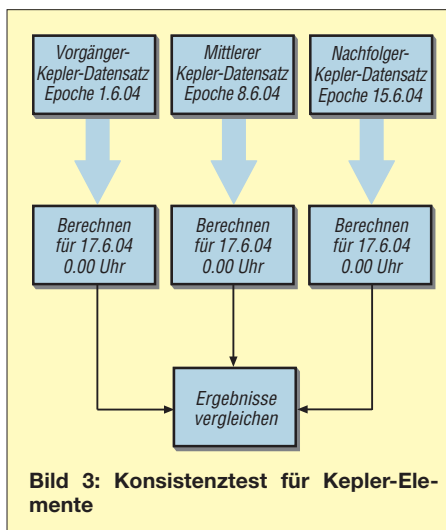 Vorgänger-
Kepler-Datensatz
Epoche 1.6.04
Mittlerer
Kepler-Datensatz
Epoche 8.6.04
Nachfolger-
Kepler-Datensatz
Epoche 15.6.04
Berechnen
für 17.6.04
0.00 Uhr
Berechnen
für 17.6.04
0.00 Uhr
Berechnen
für 17.6.04
0.00 Uhr
Ergebnisse
vergleichen
Bild 3: Konsistenztest für Kepler-Ele-
mente